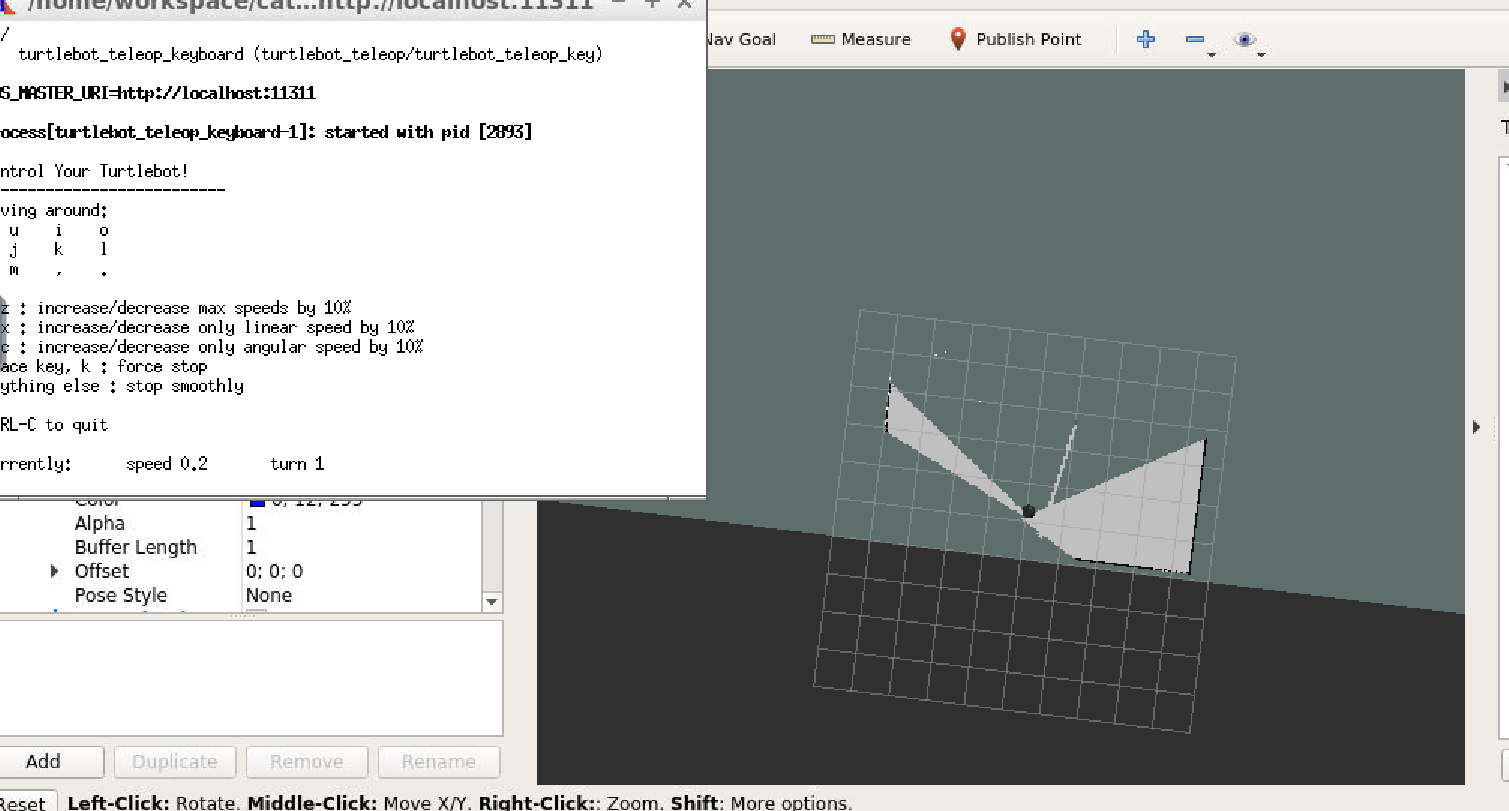 /home/workspace/cat...http://localhost:11311
/
turtlebot_teleop_keyboard (turtlebot_teleop/turtlebot_teleop_key)
S_MASTER_URI=http://localhost:11311
ocess[turtlebot_teleop_keyboard-1]: started with pid [2893]
ntrol Your Turtlebot!
-------------------------
ving around:
u i o
j k l
m , .
z : increase/decrease max speeds by 10%
x : increase/decrease only linear speed by 10%
c : increase/decrease only angular speed by 10%
ace key, k : force stop
ything else : stop smoothly
RL-C to quit
rrently: speed 0.2 turn 1
Nav Goal Measure Publish Point
Color 0; 12; 255
Alpha 1
Buffer Length 1
Offset 0; 0; 0
Pose Style None
Add Duplicate Remove Rename
Reset Left-Click: Rotate. Middle-Click: Move X/Y. Right-Click:: Zoom. Shift: More options.